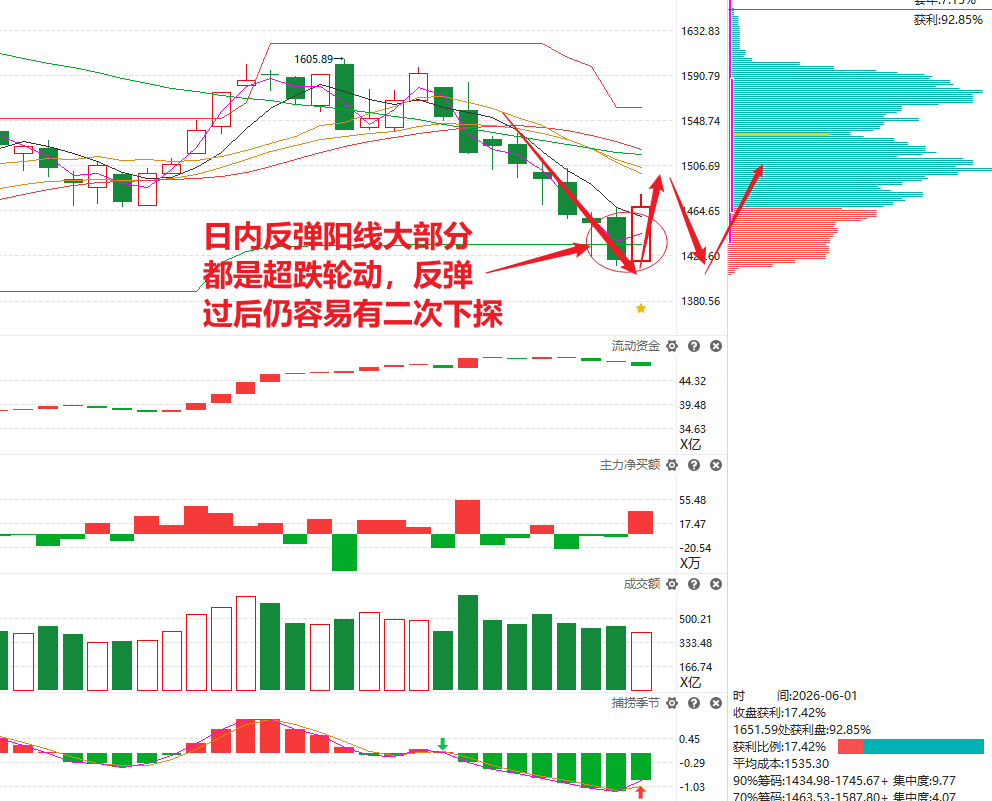 套牢:7.15%
获利:92.85%
1632.83
1605.89
1590.79
1548.74
1506.69
1464.65
日内反弹阳线大部分
都是超跌轮动，反弹
过后仍容易有二次下探
1380.56
流动资金
44.32
39.48
34.63
X亿
主力净买额
55.48
17.47
-20.54
X万
成交额
500.21
333.48
166.74
X亿
捕捞季节
0.45
-0.29
-1.03
时 间:2026-06-01
收盘获利:17.42%
1651.59处获利盘:92.85%
获利比例:17.42%
平均成本:1535.30
90%筹码:1434.98-1745.67+ 集中度:9.77
70%筹码:1463.53-1587.80+ 集中度:4.07